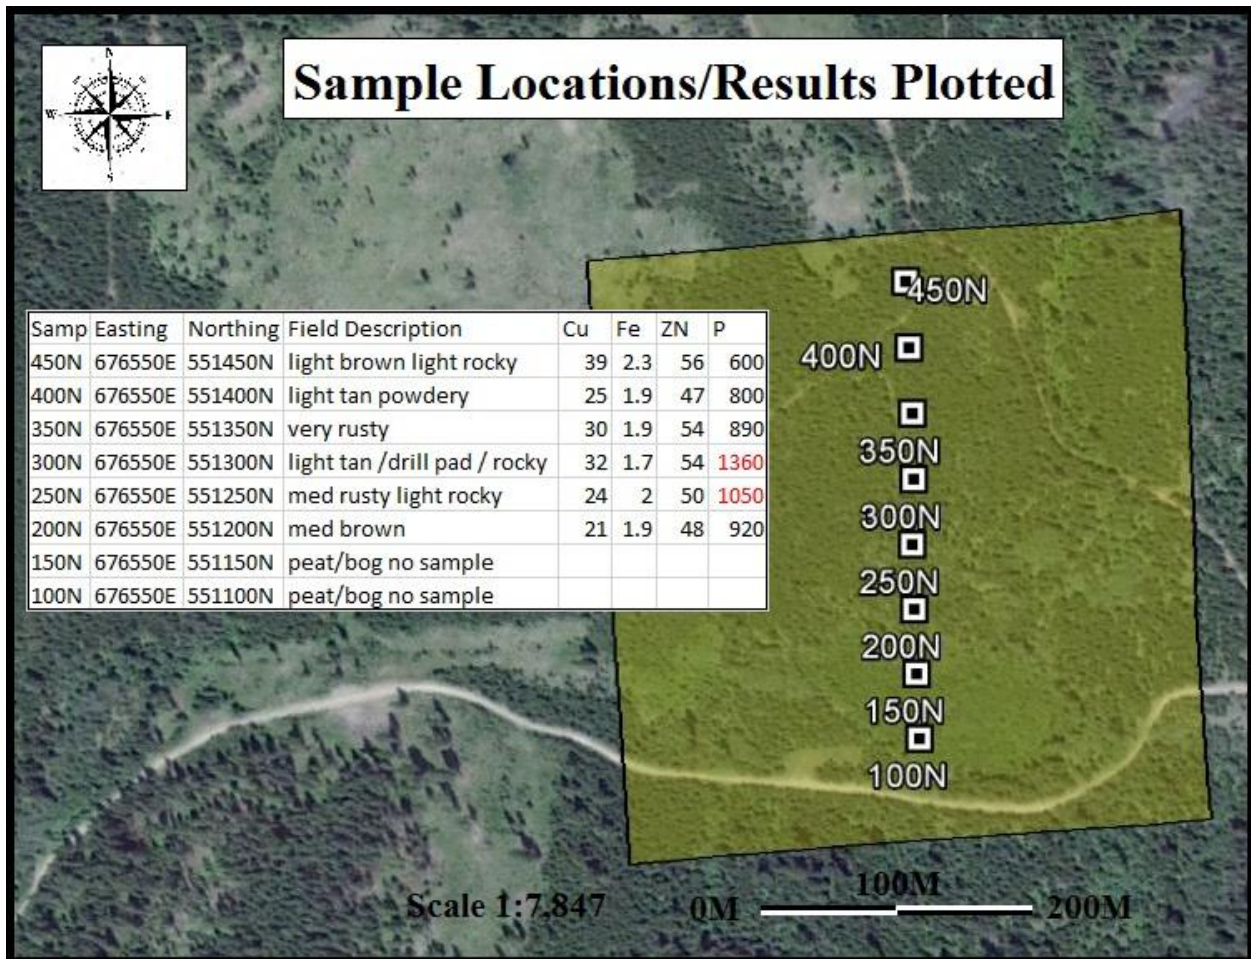 Sample Locations/Results Plotted
N
W E
S
Samp Easting Northing Field Description Cu Fe ZN P
450N 676550E 551450N light brown light rocky 39 2.3 56 600
400N 676550E 551400N light tan powdery 25 1.9 47 800
350N 676550E 551350N very rusty 30 1.9 54 890
300N 676550E 551300N light tan /drill pad / rocky 32 1.7 54 1360
250N 676550E 551250N med rusty light rocky 24 2 50 1050
200N 676550E 551200N med brown 21 1.9 48 920
150N 676550E 551150N peat/bog no sample
100N 676550E 551100N peat/bog no sample
450N
400N
350N
300N
250N
200N
150N
100N
Scale 1:7,847
0M 100M 200M